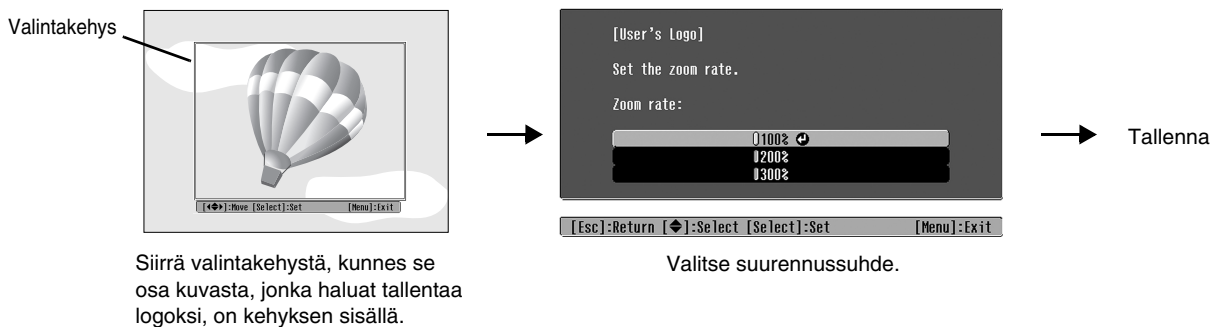 Valintakehys
[◀◆▶]:Move [Select]:Set [Menu]:Exit
Siirrä valintakehystä, kunnes se
osa kuvasta, jonka haluat tallentaa
logoksi, on kehyksen sisällä.
[User's Logo]
Set the zoom rate.
Zoom rate:
100%
200%
300%
[Esc]:Return [◆]:Select [Select]:Set [Menu]:Exit
Valitse suurennussuhde.
Tallenna